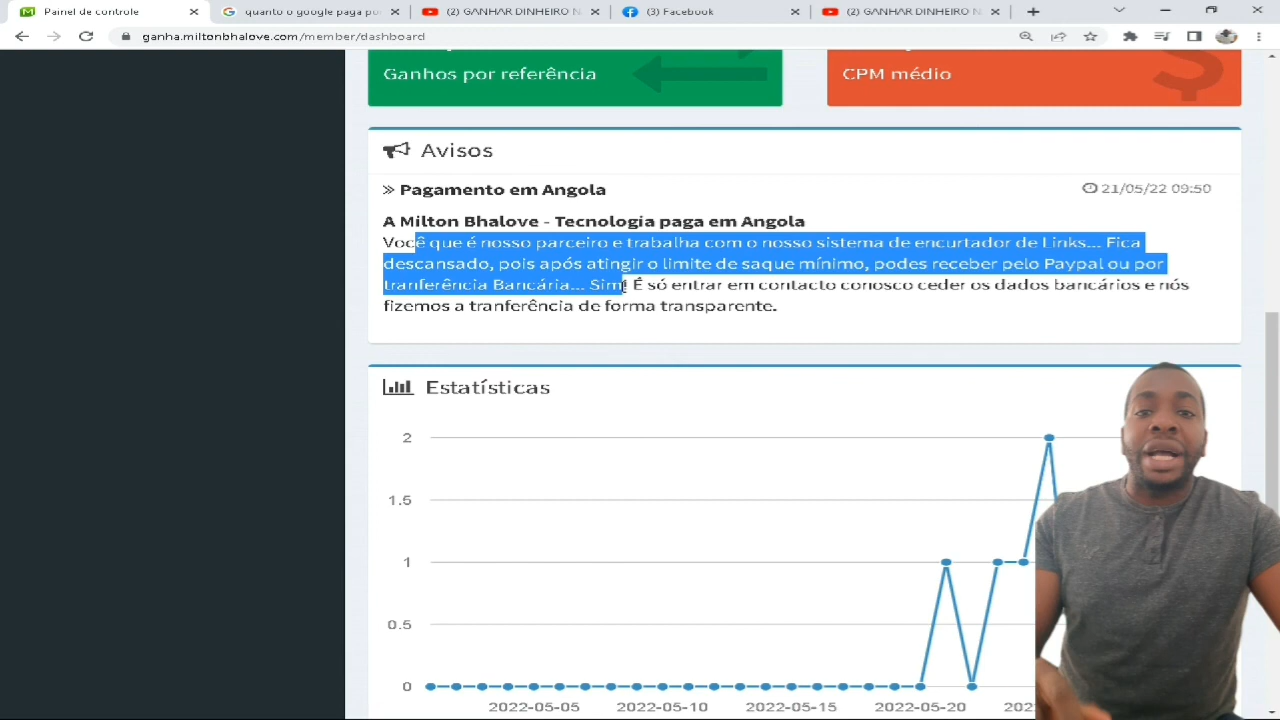 Painel de controle
quanto o google paga po
(2) GANHAR DINHEIRO N
(3) Facebook
(2) GANHAR DINHEIRO N
ganha.miltonbhalove.com/member/dashboard
Ganhos por referência
CPM médio
Avisos
» Pagamento em Angola
21/05/22 09:50
A Milton Bhalove - Tecnologia paga em Angola
Você que é nosso parceiro e trabalha com o nosso sistema de encurtador de Links... Fica
descansado, pois após atingir o limite de saque mínimo, podes receber pelo Paypal ou por
tranferência Bancária... Sim! É só entrar em contacto conosco ceder os dados bancários e nós
fizemos a tranferência de forma transparente.
Estatísticas
2
1.5
1
0.5
0
2022-05-05
2022-05-10
2022-05-15
2022-05-20
202